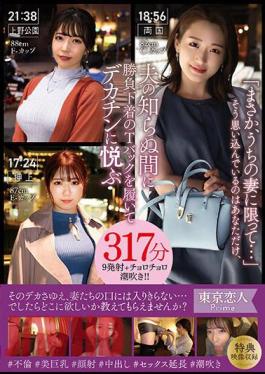 21:38
上野公園
88cm
F-カップ
18:56
両国
「まさかうちの妻に限って…」
そう思い込んでいるのはあなただけ。
夫の知らぬ間に
勝負下着のTバックを履いて
デカチンに悦ぶ
17:24
押上
87cm
317分
9発射+チョロチョロ
潮吹き!!
そのデカさゆえ、妻たちの口には入りきらない…
でしたらどこに欲しいか教えてもらえませんか?
東京恋人
Prime
特典
映像収録
#不倫 #美巨乳 #顔射 #中出し #セックス延長 #潮吹き